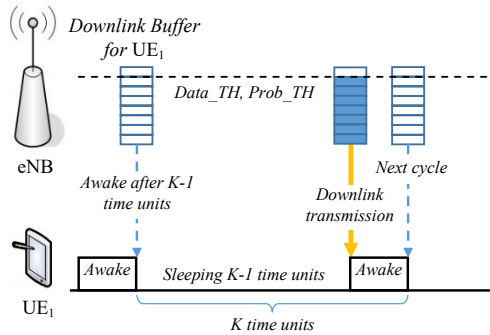 Downlink Buffer
for UE1
Data_TH, Prob_TH
eNB
Awake after K-1
time units
Downlink
transmission
Next cycle
Awake
Sleeping K-1 time units
Awake
UE1
K time units